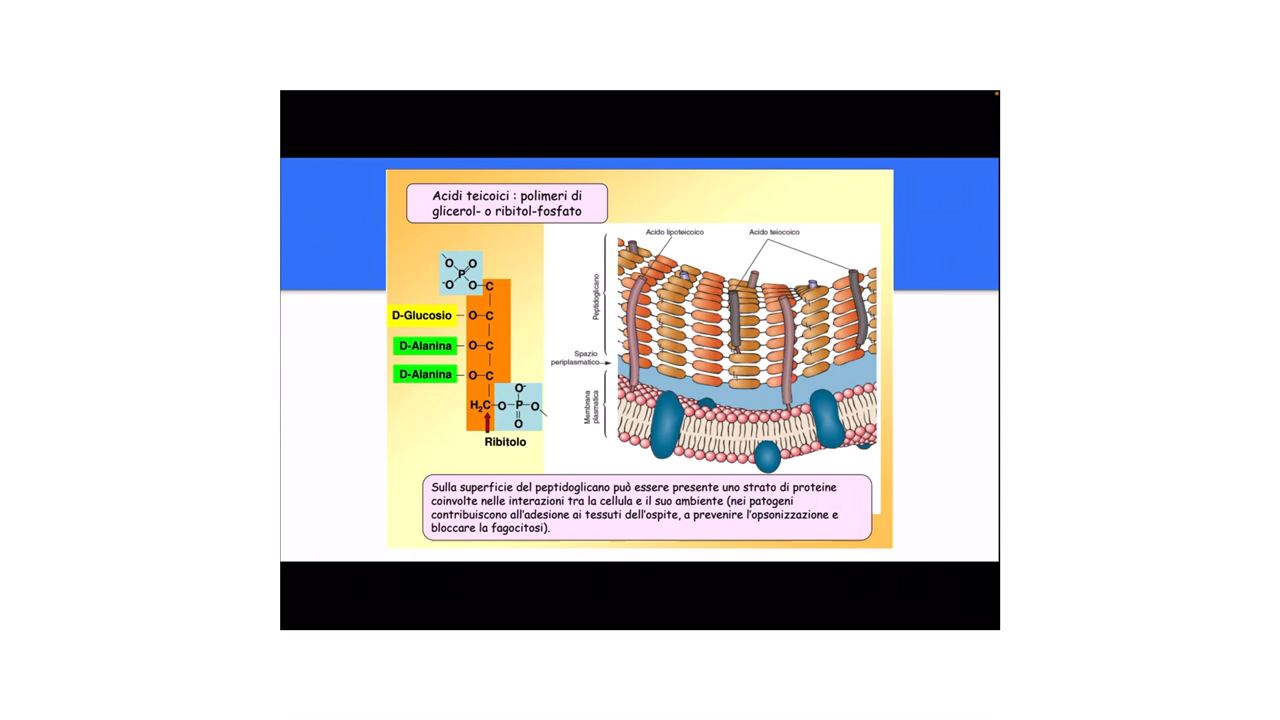 Acidi teicoici : polimeri di
glicerol- o ribitol-fosfato
Acido lipoteicoico
Acido teiocoico
Peptidoglicano
Spazio
periplasmatico
Membrana
plasmatica
O O
P
-O O C
D-Glucosio O C
D-Alanina O C
D-Alanina O C
O-
H2C O P O
O
Ribitolo
Sulla superficie del peptidoglicano può essere presente uno strato di proteine
coinvolte nelle interazioni tra la cellula e il suo ambiente (nei patogeni
contribuiscono all'adesione ai tessuti dell'ospite, a prevenire l'opsonizzazione e
bloccare la fagocitosi).